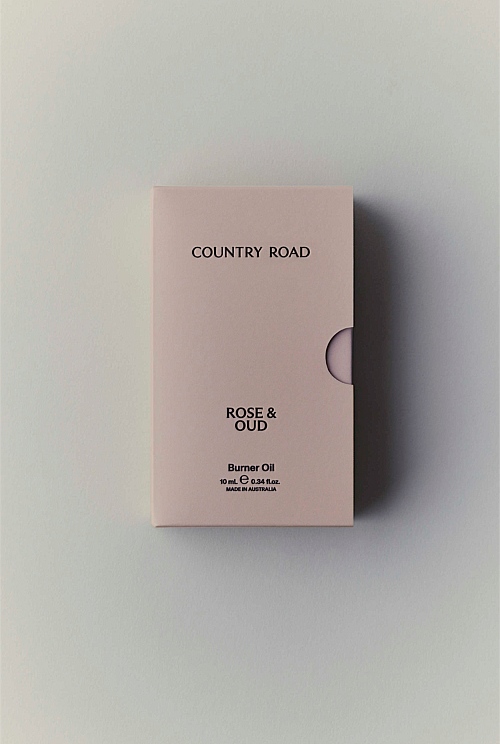 COUNTRY ROAD
ROSE &
OUD
Burner Oil
10 mL ℮ 0.34 fl.oz.
MADE IN AUSTRALIA